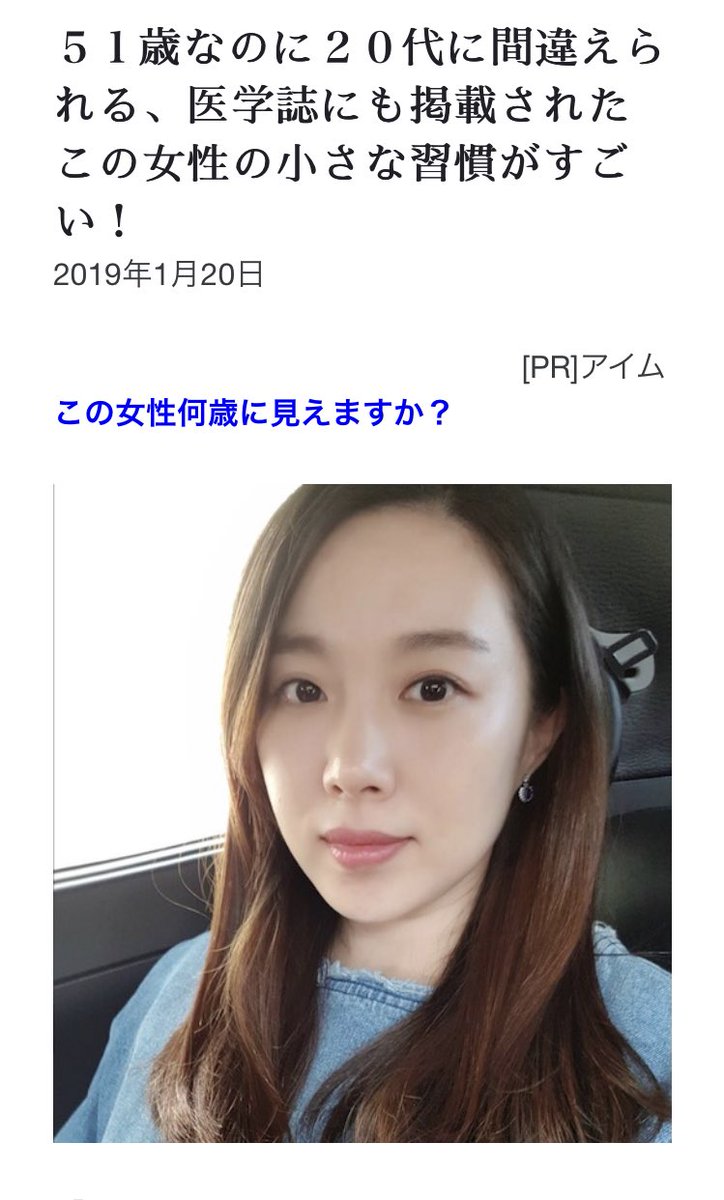 ５１歳なのに２０代に間違えら
れる、医学誌にも掲載された
この女性の小さな習慣がすご
い！
2019年1月20日
[PR]アイム
この女性何歳に見えますか？